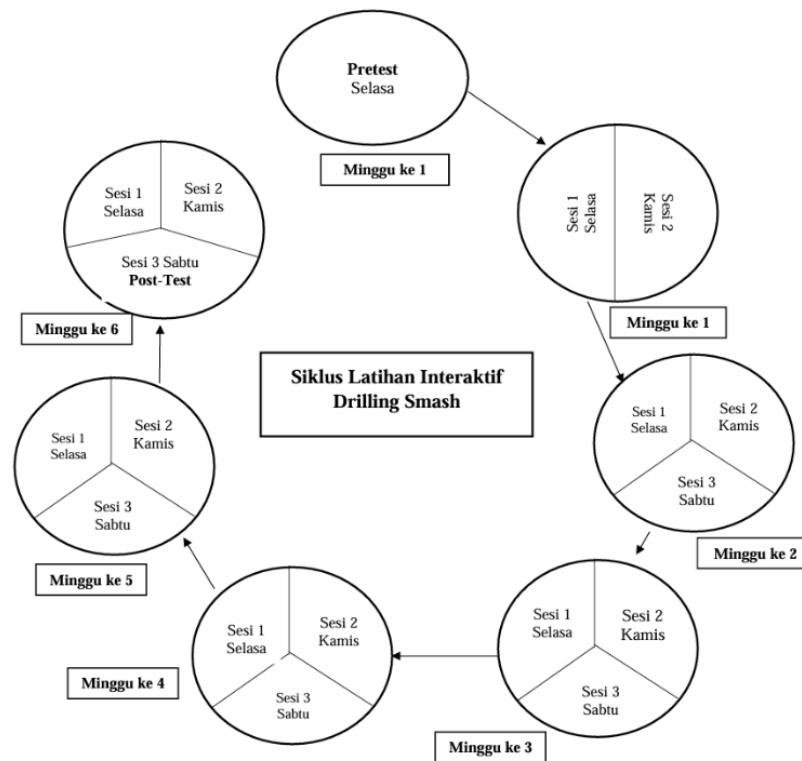 Pretest
Selasa
Minggu ke 1
Sesi 1
Selasa
Sesi 2
Kamis
Minggu ke 1
Sesi 1
Selasa
Sesi 2
Kamis
Sesi 3
Sabtu
Minggu ke 2
Sesi 1
Selasa
Sesi 2
Kamis
Sesi 3
Sabtu
Minggu ke 3
Sesi 1
Selasa
Sesi 2
Kamis
Sesi 3
Sabtu
Minggu ke 4
Sesi 1
Selasa
Sesi 2
Kamis
Sesi 3
Sabtu
Minggu ke 5
Sesi 1
Selasa
Sesi 2
Kamis
Sesi 3 Sabtu
Post-Test
Minggu ke 6
Siklus Latihan Interaktif
Drilling Smash